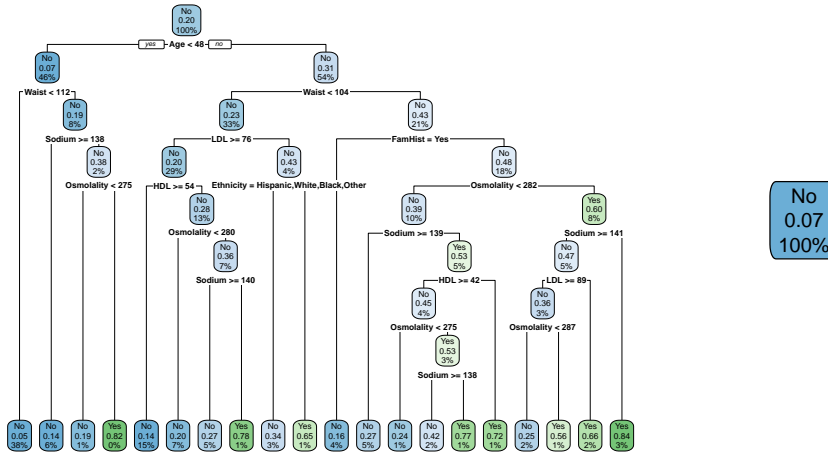 No
0.20
100%
yes Age < 48 no
No
0.07
46%
No
0.31
54%
Waist < 112
Waist < 104
No
0.19
8%
No
0.23
33%
No
0.43
21%
Sodium >= 138
LDL >= 76
FamHist = Yes
No
0.38
2%
No
0.20
29%
No
0.43
4%
No
0.48
18%
Osmolality < 275
HDL >= 54
Ethnicity = Hispanic,White,Black,Other
Osmolality < 282
No
0.28
13%
No
0.39
10%
Yes
0.60
8%
Osmolality < 280
Sodium >= 139
Sodium >= 141
No
0.36
7%
Yes
0.53
5%
No
0.47
5%
Sodium >= 140
HDL >= 42
LDL >= 89
No
0.45
4%
No
0.36
3%
Osmolality < 275
Osmolality < 287
Yes
0.53
3%
Sodium >= 138
No
0.05
38%
No
0.14
6%
No
0.19
1%
Yes
0.82
0%
No
0.14
15%
No
0.20
7%
No
0.27
5%
Yes
0.78
1%
No
0.34
3%
Yes
0.65
1%
No
0.16
4%
No
0.27
5%
No
0.24
1%
No
0.42
2%
Yes
0.77
1%
Yes
0.72
1%
No
0.25
2%
Yes
0.56
1%
Yes
0.66
2%
Yes
0.84
3%
No
0.07
100%